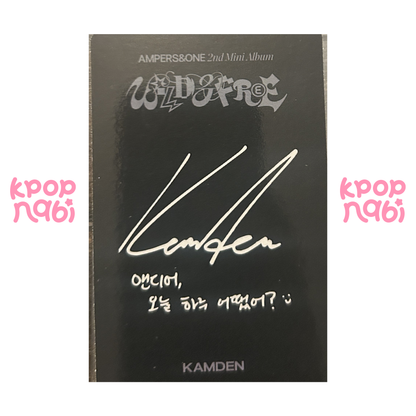 AMPERS&ONE 2nd Mini Album
WILD & FREE
kpop
nabi
kpop
nabi
Kamden
앤디어,
오늘 하루 어땠어? :)
KAMDEN